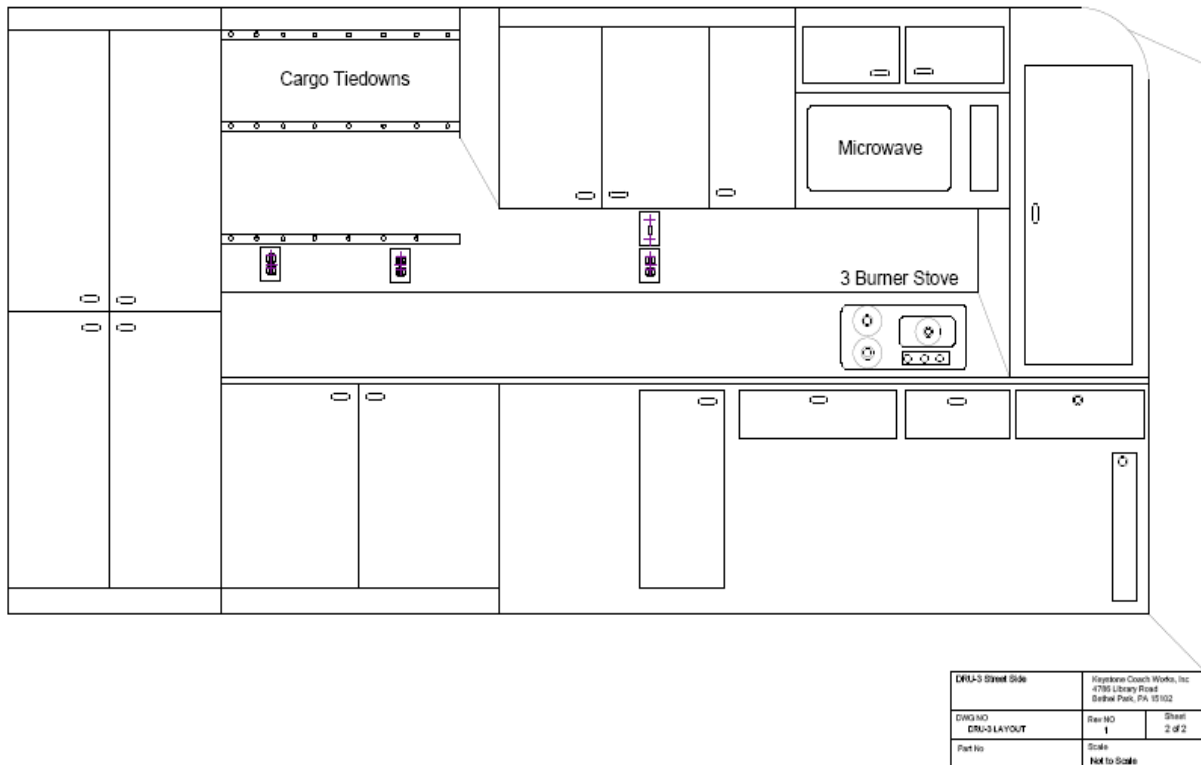 Cargo Tiedowns
Microwave
3 Burner Stove
DRU-3 Street Side
Keystone Coach Works, Inc
4786 Library Road
Bethel Park, PA 15102
DWG NO
DRU-3 LAYOUT
Rev NO
1
Sheet
2 of 2
Part No
Scale
Not to Scale